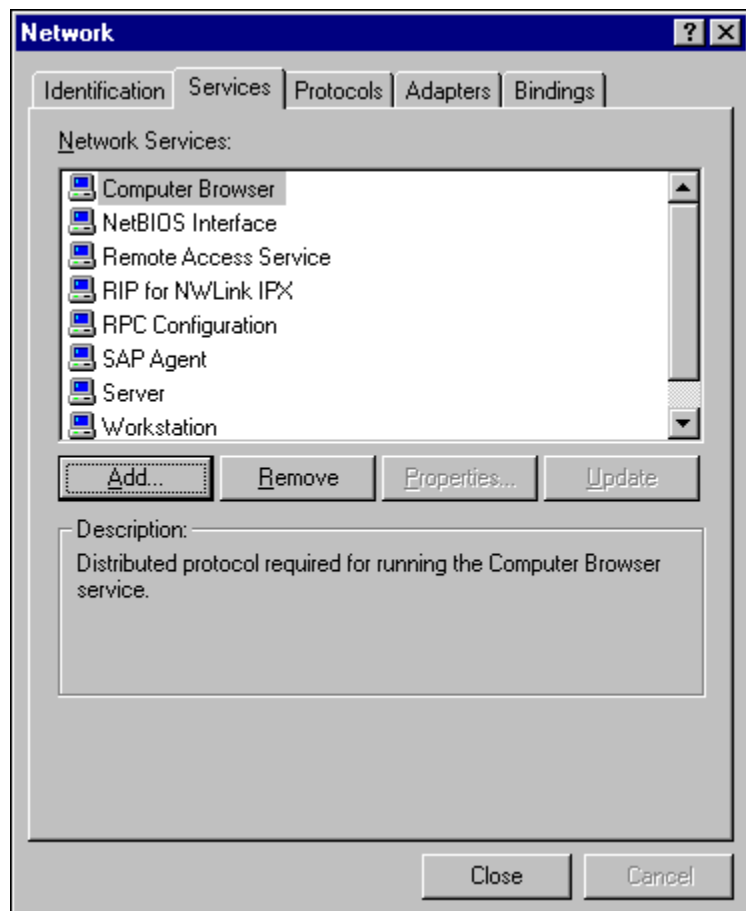 Network
Identification Services Protocols Adapters Bindings
Network Services:
Computer Browser
NetBIOS Interface
Remote Access Service
RIP for NWLink IPX
RPC Configuration
SAP Agent
Server
Workstation
Add... Remove Properties... Update
Description:
Distributed protocol required for running the Computer Browser
service.
Close Cancel